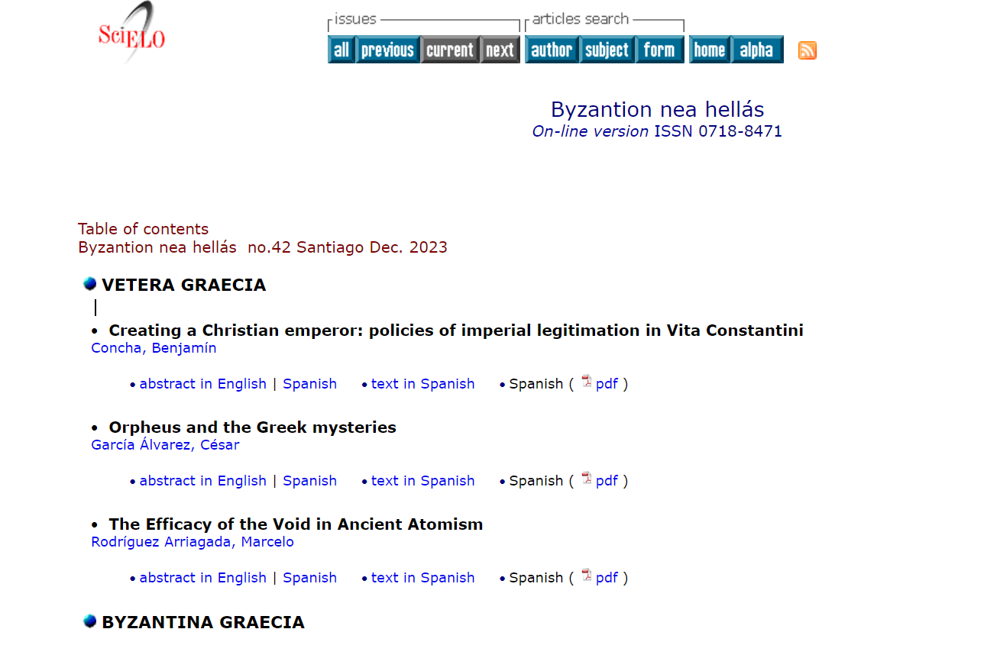 SciELO
issues
articles search
all previous current next author subject form home alpha
Byzantion nea hellás
On-line version ISSN 0718-8471
Table of contents
Byzantion nea hellás no.42 Santiago Dec. 2023
VETERA GRAECIA
• Creating a Christian emperor: policies of imperial legitimation in Vita Constantini
Concha, Benjamín
• abstract in English | Spanish • text in Spanish • Spanish ( pdf )
• Orpheus and the Greek mysteries
García Álvarez, César
• abstract in English | Spanish • text in Spanish • Spanish ( pdf )
• The Efficacy of the Void in Ancient Atomism
Rodríguez Arriagada, Marcelo
• abstract in English | Spanish • text in Spanish • Spanish ( pdf )
BYZANTINA GRAECIA